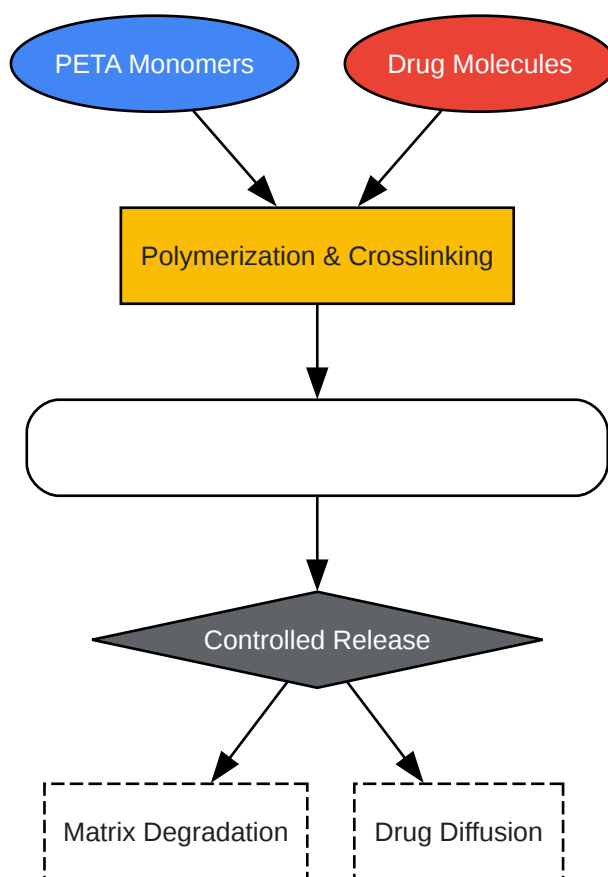 PETA Monomers
Drug Molecules
Polymerization & Crosslinking
Controlled Release
Matrix Degradation
Drug Diffusion